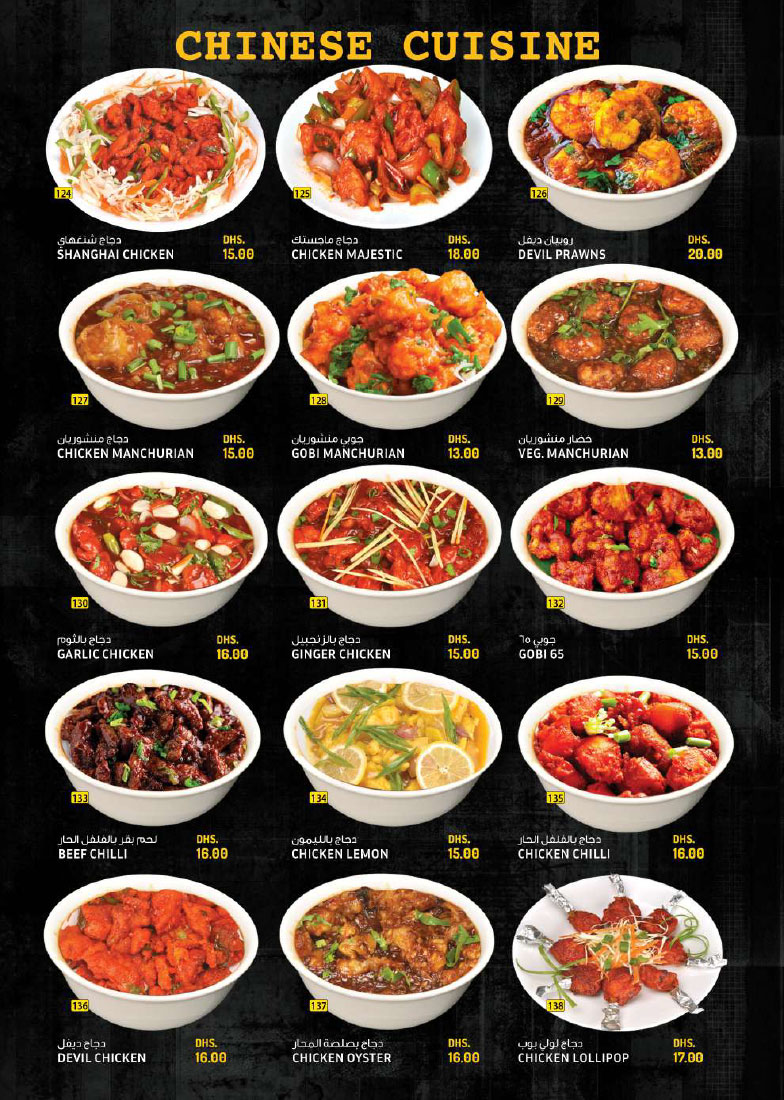 CHINESE CUISINE
124
دجاج شنغهاي
SHANGHAI CHICKEN
DHS.
15.00
125
دجاج ماجستك
CHICKEN MAJESTIC
DHS.
18.00
126
روبيان ديفل
DEVIL PRAWNS
DHS.
20.00
127
دجاج منشوريان
CHICKEN MANCHURIAN
DHS.
15.00
128
جوبي منشوريان
GOBI MANCHURIAN
DHS.
13.00
129
خضار منشوريان
VEG. MANCHURIAN
DHS.
13.00
130
دجاج بالثوم
GARLIC CHICKEN
DHS.
16.00
131
دجاج بالزنجبيل
GINGER CHICKEN
DHS.
15.00
132
جوبي ٦٥
GOBI 65
DHS.
15.00
133
لحم بقر بالفلفل الحار
BEEF CHILLI
DHS.
16.00
134
دجاج بالليمون
CHICKEN LEMON
DHS.
15.00
135
دجاج بالفلفل الحار
CHICKEN CHILLI
DHS.
16.00
136
دجاج ديفل
DEVIL CHICKEN
DHS.
16.00
137
دجاج بصلصة المحار
CHICKEN OYSTER
DHS.
16.00
138
دجاج لولي بوب
CHICKEN LOLLIPOP
DHS.
17.00